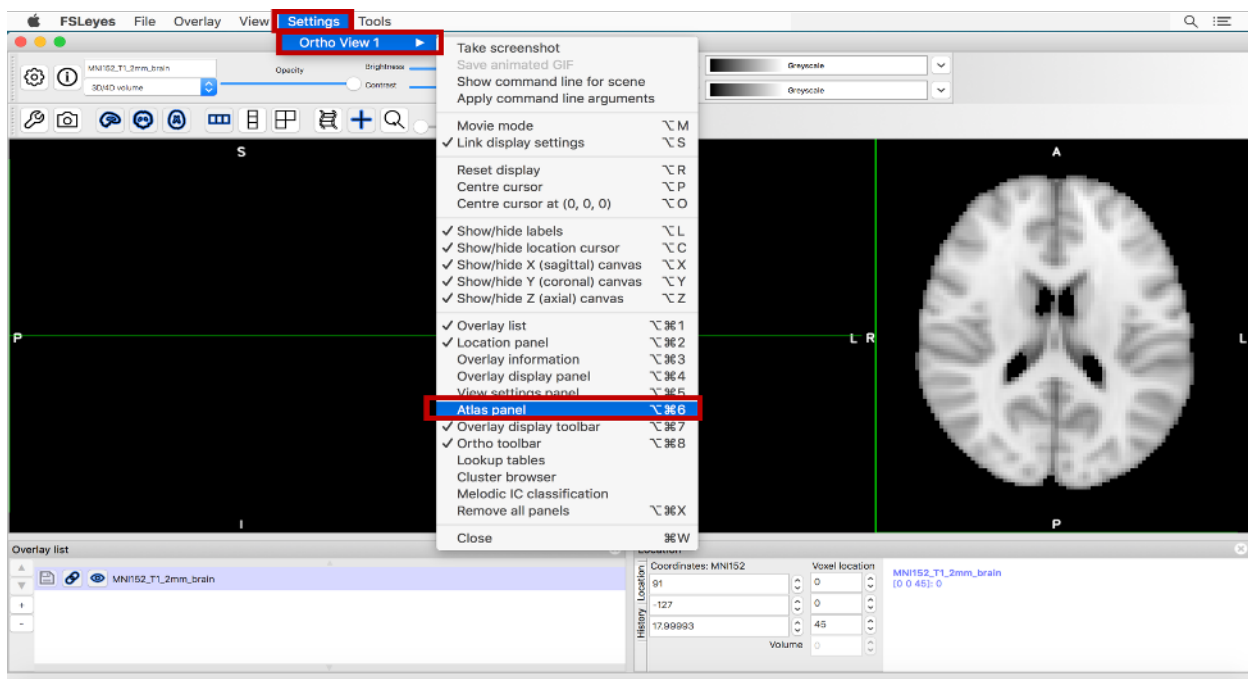 FSLeyes File Overlay View Settings Tools
Ortho View 1
MNI152_T1_2mm_brain
3D/4D volume
Opacity
Brightness
Contrast
Greyscale
Greyscale
Take screenshot
Save animated GIF
Show command line for scene
Apply command line arguments
Movie mode ⌥M
✓ Link display settings ⌥S
Reset display ⌥R
Centre cursor ⌥P
Centre cursor at (0, 0, 0) ⌥O
✓ Show/hide labels ⌥L
✓ Show/hide location cursor ⌥C
✓ Show/hide X (sagittal) canvas ⌥X
✓ Show/hide Y (coronal) canvas ⌥Y
✓ Show/hide Z (axial) canvas ⌥Z
✓ Overlay list ⌥⌘1
✓ Location panel ⌥⌘2
Overlay information ⌥⌘3
Overlay display panel ⌥⌘4
View settings panel ⌥⌘5
Atlas panel ⌥⌘6
✓ Overlay display toolbar ⌥⌘7
✓ Ortho toolbar ⌥⌘8
Lookup tables
Cluster browser
Melodic IC classification
Remove all panels ⌥⌘X
Close ⌘W
S
P
I
L
A
R
L
P
Overlay list
MNI152_T1_2mm_brain
Location
History
Coordinates: MNI152
91
-127
17.99993
Voxel location
0
0
45
Volume 0
MNI152_T1_2mm_brain
[0 0 45]: 0